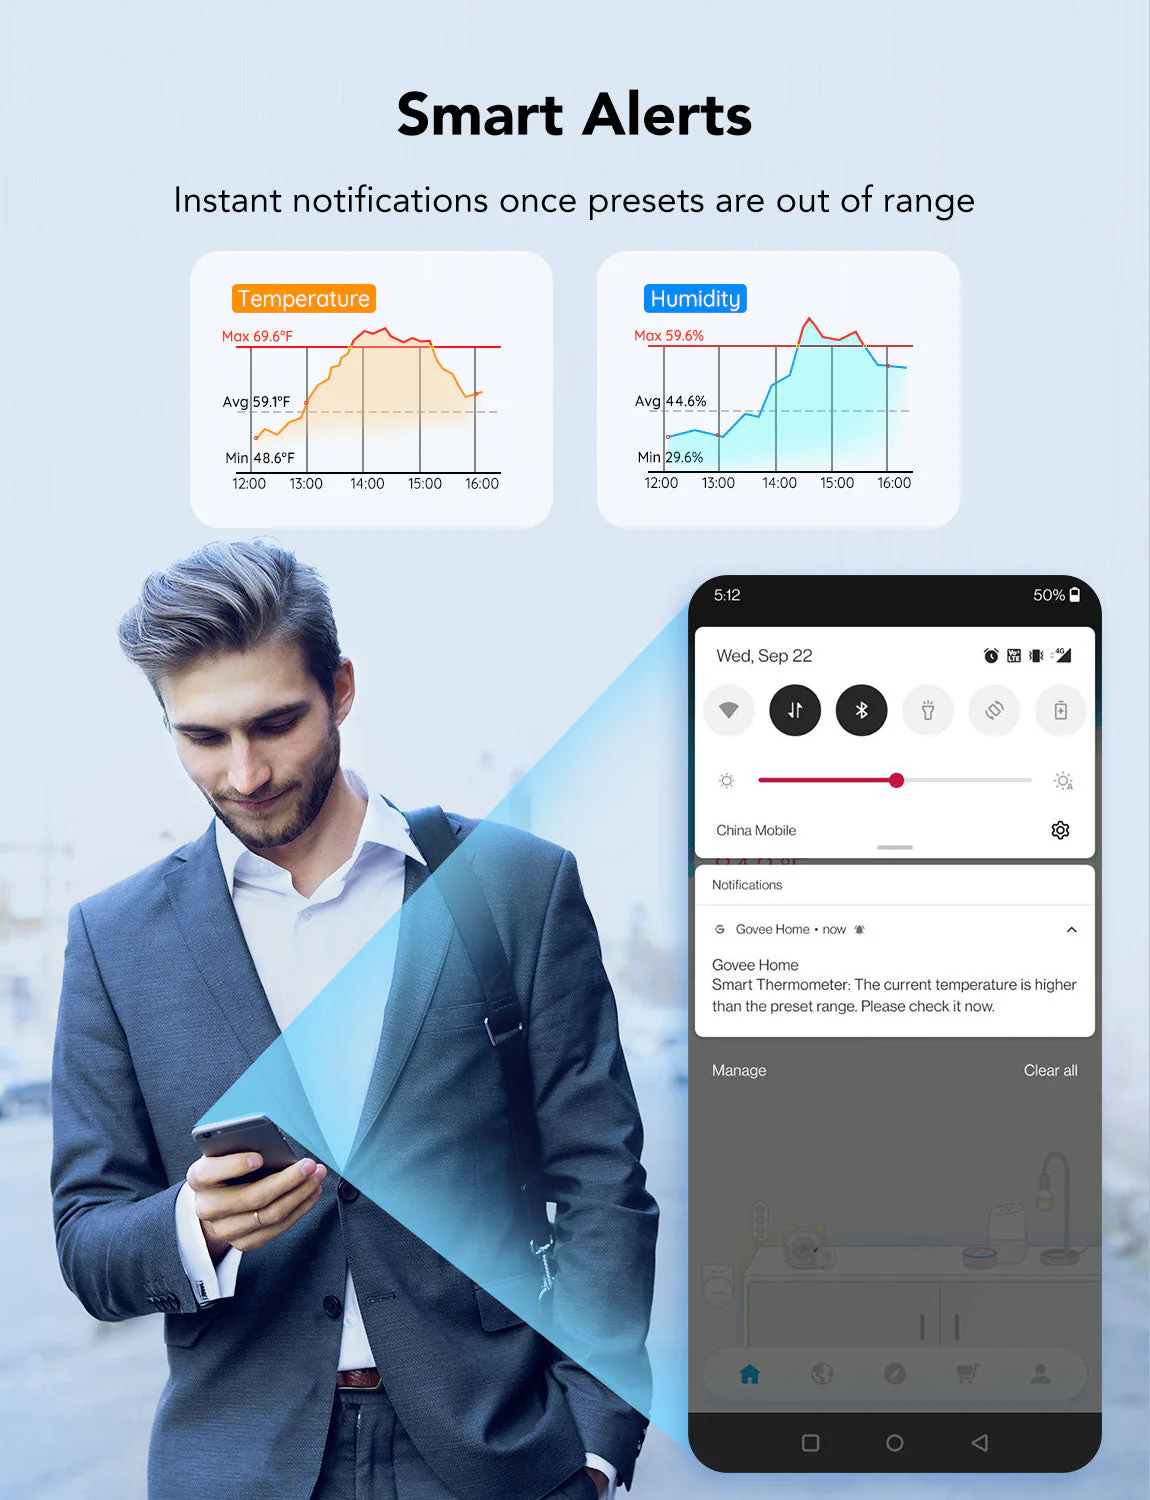 Smart Alerts
Instant notifications once presets are out of range
Temperature
Max 69.6°F
Avg 59.1°F
Min 48.6°F
12:00 13:00 14:00 15:00 16:00
Humidity
Max 59.6%
Avg 44.6%
Min 29.6%
12:00 13:00 14:00 15:00 16:00
5:12 50%
Wed, Sep 22
4G
China Mobile
Notifications
Govee Home • now
Govee Home
Smart Thermometer: The current temperature is higher
than the preset range. Please check it now.
Manage Clear all